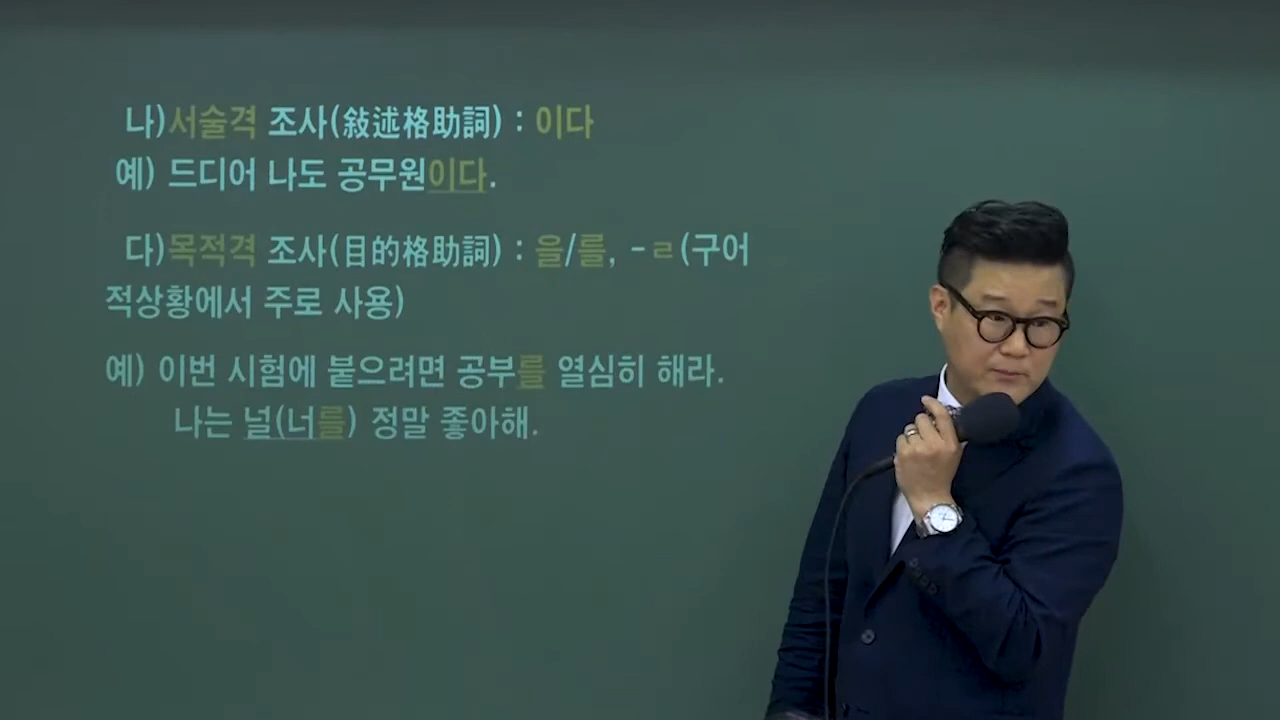 나)서술격 조사(敍述格助詞) : 이다
예) 드디어 나도 공무원이다.
다)목적격 조사(目的格助詞) : 을/를, -ㄹ(구어
적상황에서 주로 사용)
예) 이번 시험에 붙으려면 공부를 열심히 해라.
나는 널(너를) 정말 좋아해.